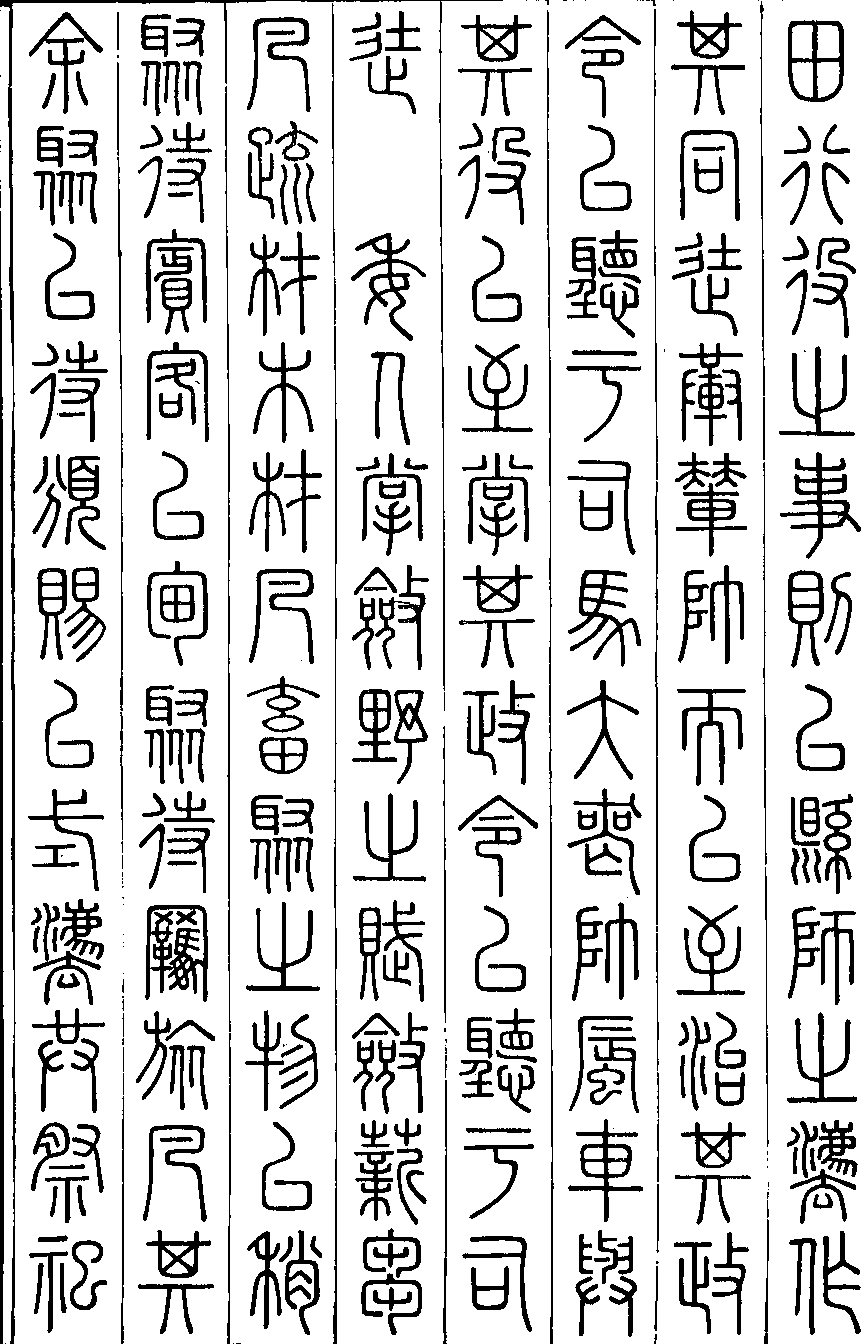 田行役之事則以縣師之灋作
其同徒輂輦帥而以至治其政
令以聽于司馬大喪帥蜃車與
其役以至掌其政令以聽于司
徒　委人掌斂野之賦斂薪芻
凡疏材木材凡畜聚之物以稍
聚待賓客以甸聚待羈旅凡其
余聚以待頒賜以式灋共祭祀